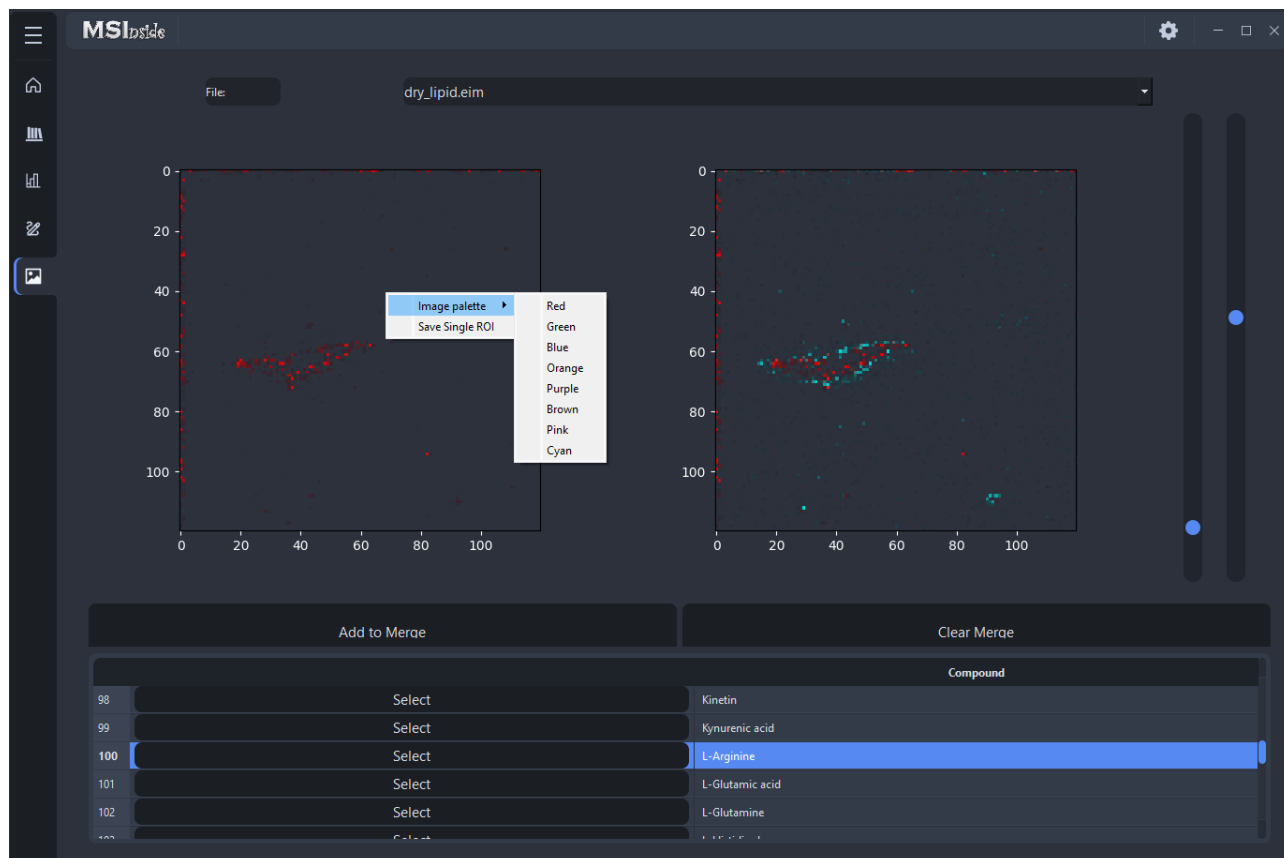 MSInside
File:
dry_lipid.eim
0
0
20
20
40
40
Image palette
Red
Save Single ROI
Green
Blue
60
60
Orange
Purple
80
80
Brown
Pink
Cyan
100
100
0 20 40 60 80 100
0 20 40 60 80 100
Add to Merge
Clear Merge
Compound
98 Select Kinetin
99 Select Kynurenic acid
100 Select L-Arginine
101 Select L-Glutamic acid
102 Select L-Glutamine